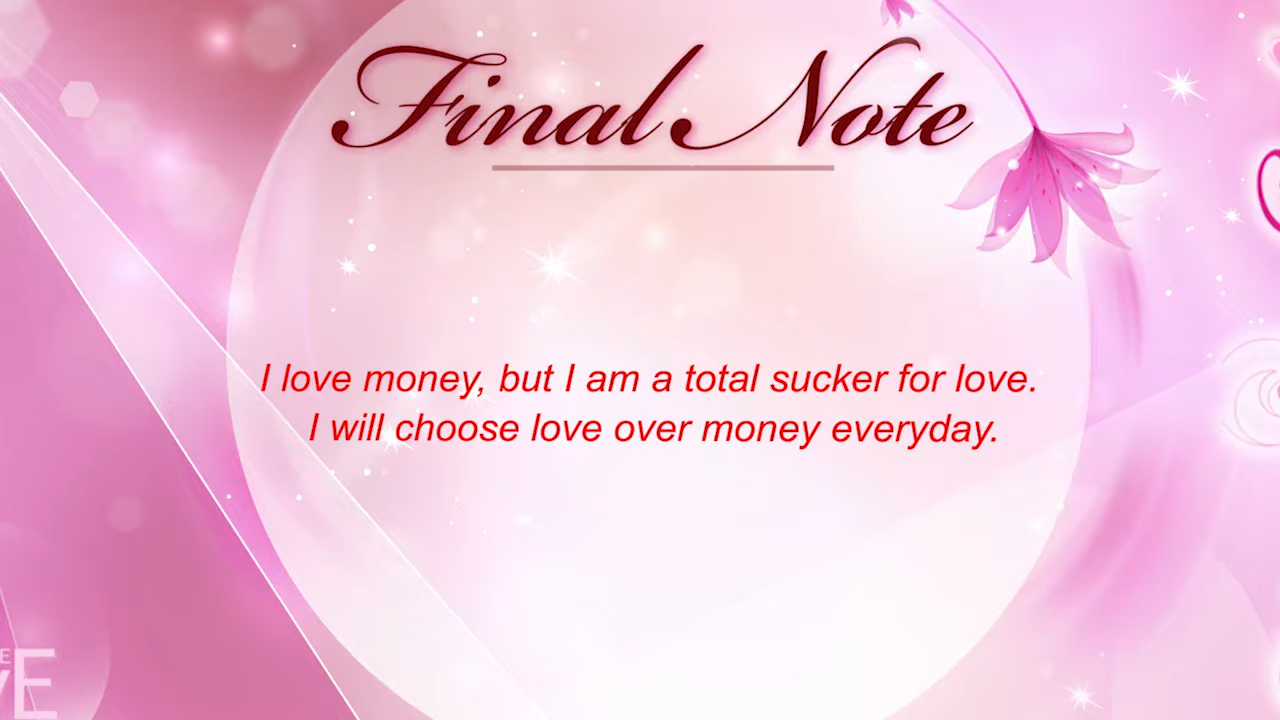 Final Note
I love money, but I am a total sucker for love.
I will choose love over money everyday.